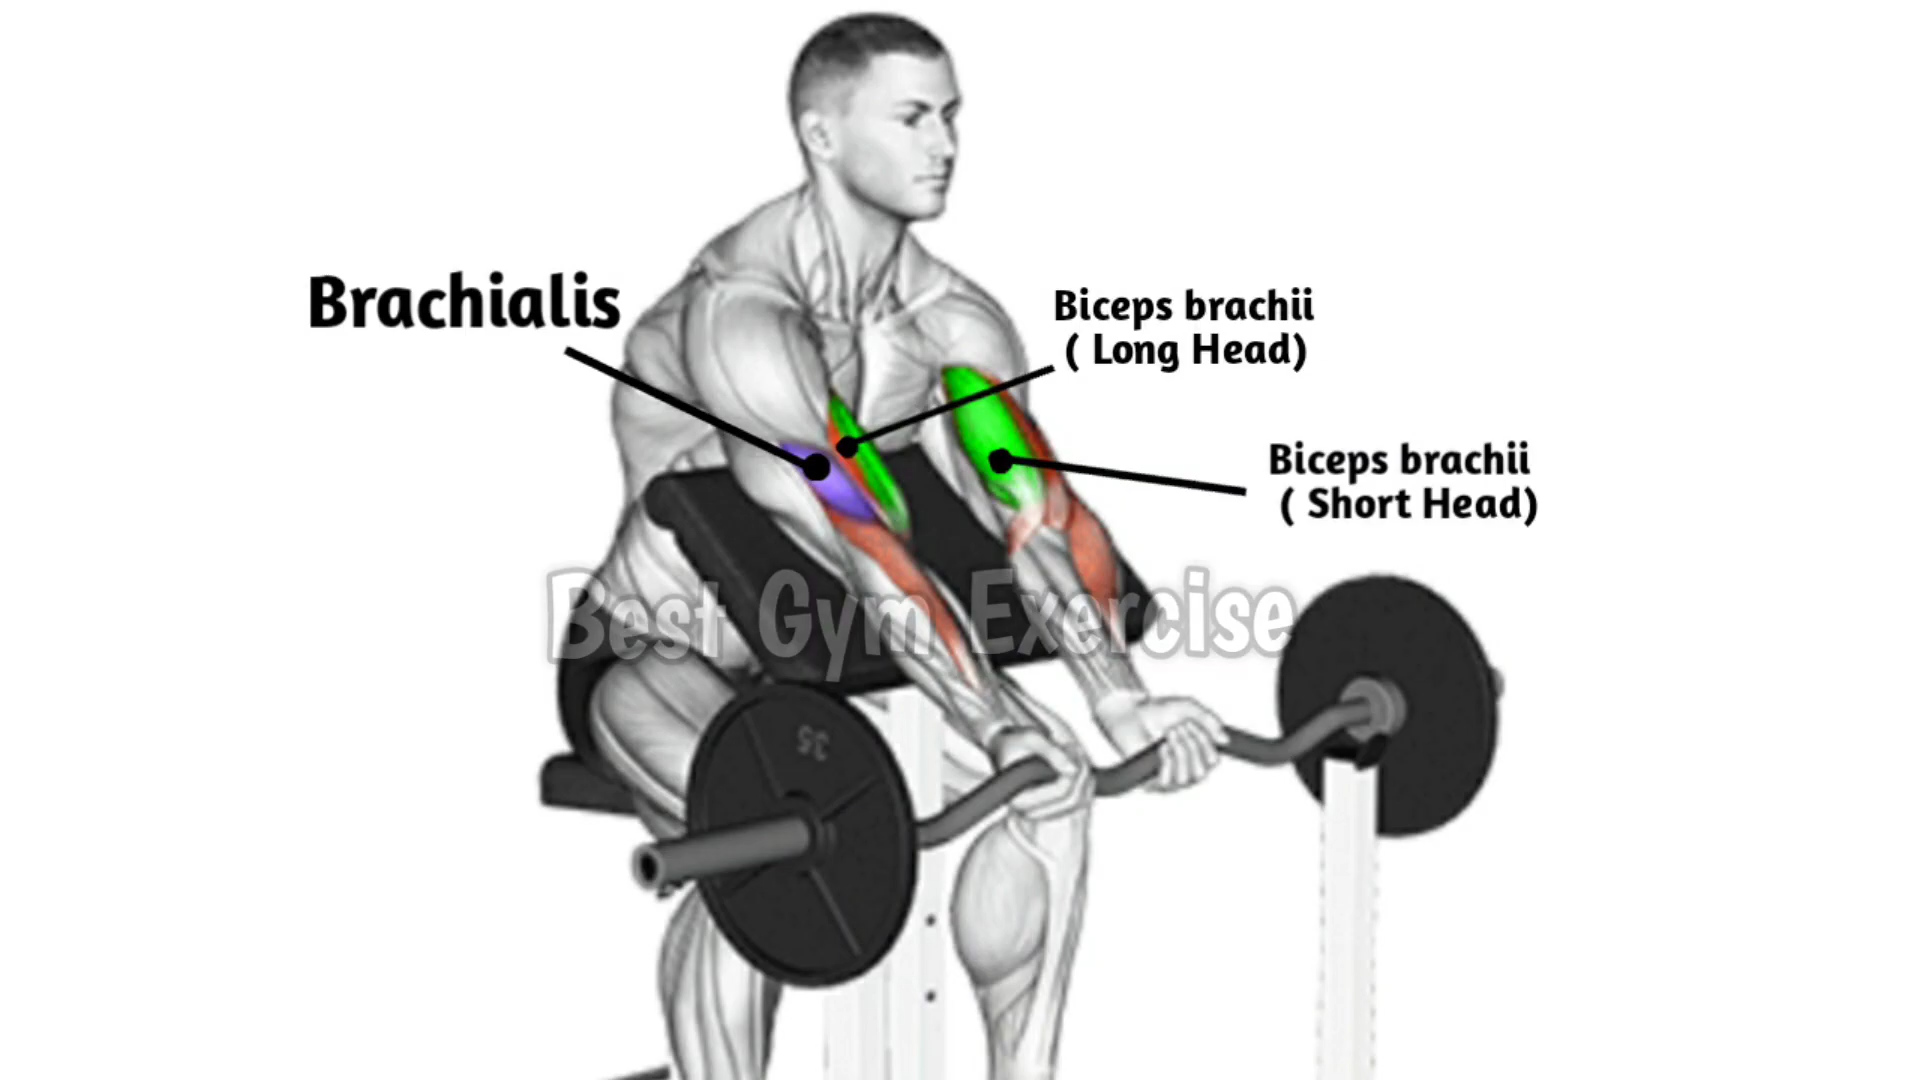 Brachialis
Biceps brachii
( Long Head)
Biceps brachii
( Short Head)
Best Gym Exercise
35